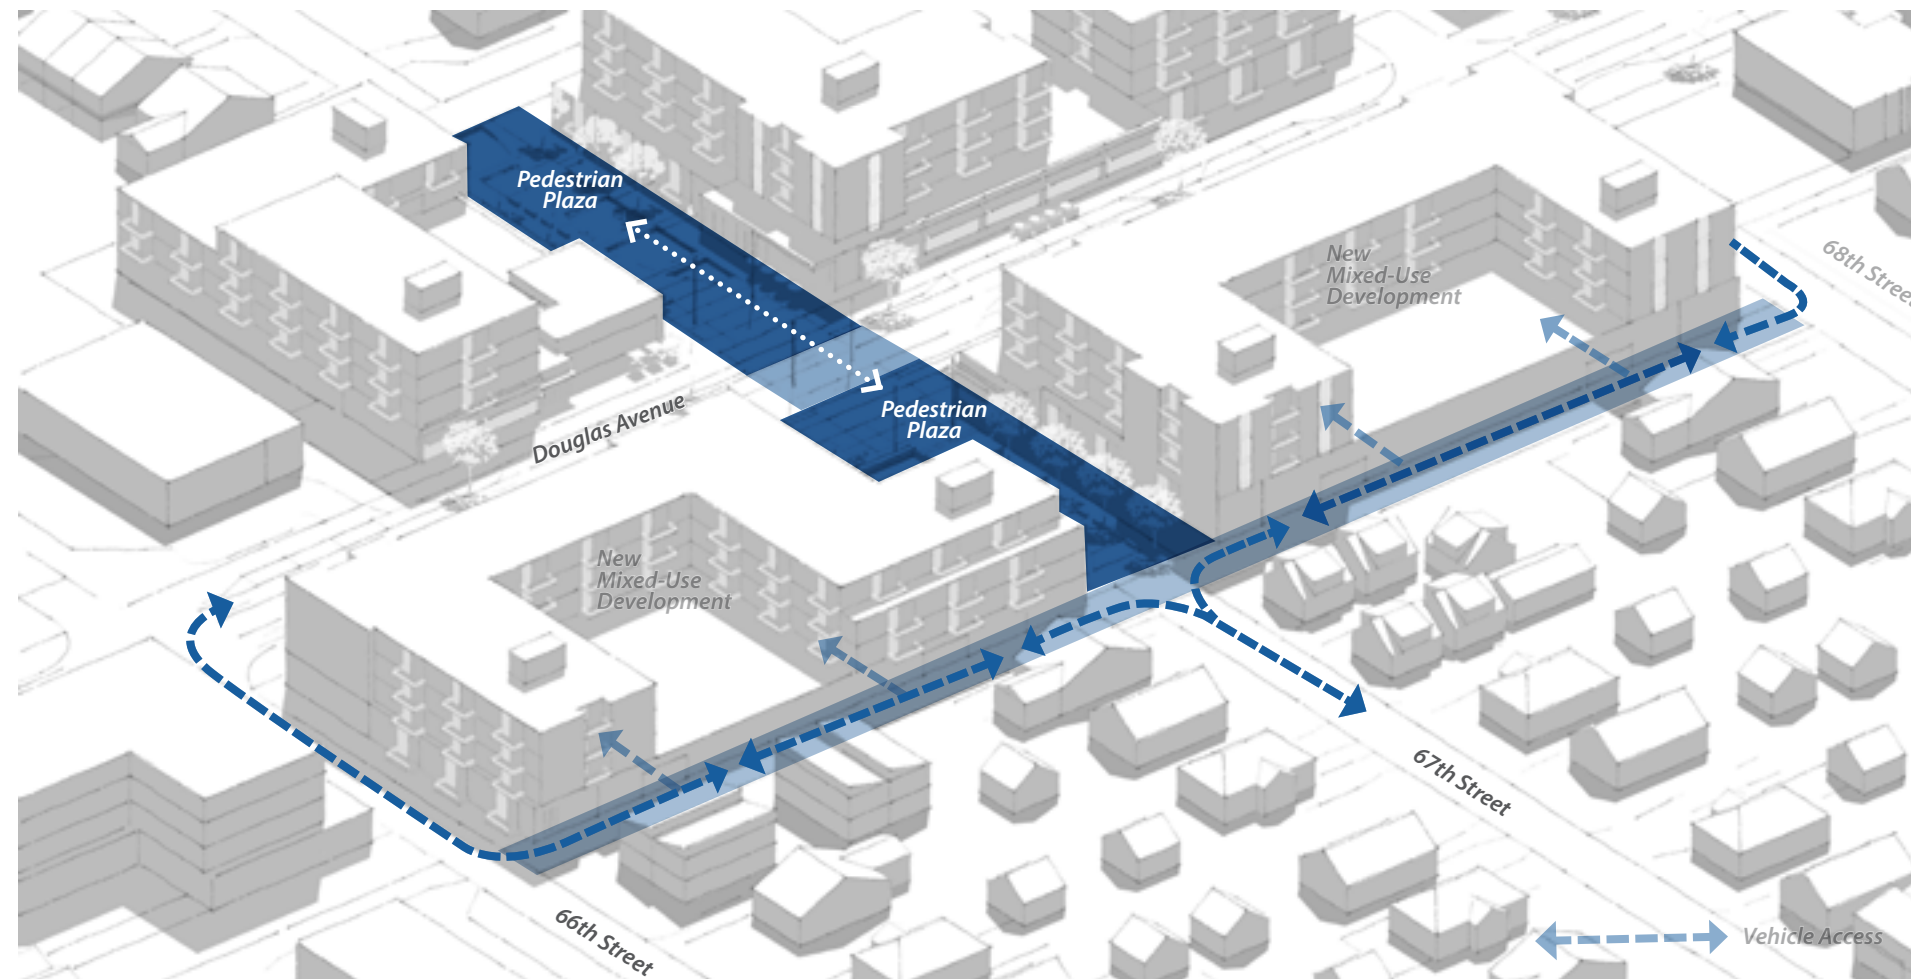 Pedestrian
Plaza
New
Mixed-Use
Development
68th Street
Pedestrian
Plaza
Douglas Avenue
New
Mixed-Use
Development
67th Street
66th Street
Vehicle Access